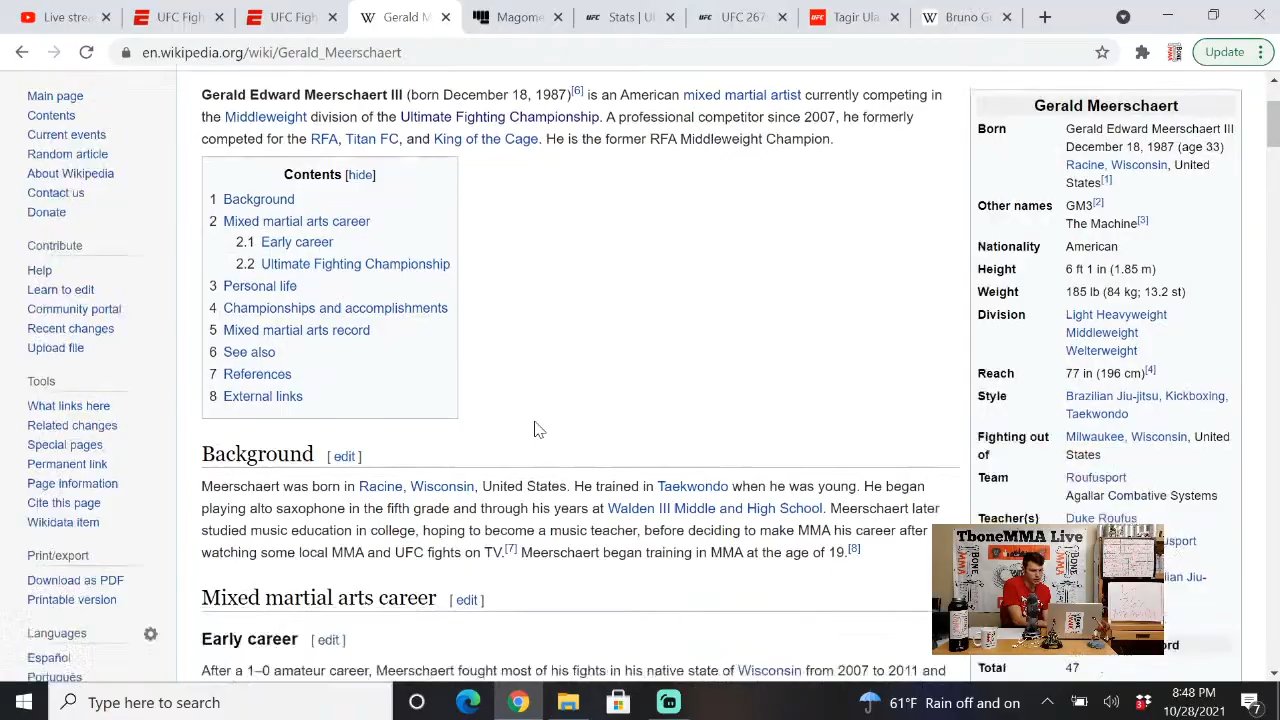 Live strea
UFC Figh
UFC Figh
Gerald M
Magome
Stats | U
UFC 267
Tagir Ula
Bruno G
en.wikipedia.org/wiki/Gerald_Meerschaert
Update
Main page
Contents
Current events
Random article
About Wikipedia
Contact us
Donate
Contribute
Help
Learn to edit
Community portal
Recent changes
Upload file
Tools
What links here
Related changes
Special pages
Permanent link
Page information
Cite this page
Wikidata item
Print/export
Download as PDF
Printable version
Languages
Español
Português
Gerald Edward Meerschaert III (born December 18, 1987)[6] is an American mixed martial artist currently competing in
the Middleweight division of the Ultimate Fighting Championship. A professional competitor since 2007, he formerly
competed for the RFA, Titan FC, and King of the Cage. He is the former RFA Middleweight Champion.
Contents [hide]
1 Background
2 Mixed martial arts career
2.1 Early career
2.2 Ultimate Fighting Championship
3 Personal life
4 Championships and accomplishments
5 Mixed martial arts record
6 See also
7 References
8 External links
Background [ edit ]
Meerschaert was born in Racine, Wisconsin, United States. He trained in Taekwondo when he was young. He began
playing alto saxophone in the fifth grade and through his years at Walden III Middle and High School. Meerschaert later
studied music education in college, hoping to become a music teacher, before deciding to make MMA his career after
watching some local MMA and UFC fights on TV.[7] Meerschaert began training in MMA at the age of 19.[8]
Mixed martial arts career [ edit ]
Early career [ edit ]
After a 1–0 amateur career, Meerschaert fought most of his fights in his native state of Wisconsin from 2007 to 2011 and
Gerald Meerschaert
Born Gerald Edward Meerschaert III
December 18, 1987 (age 33)
Racine, Wisconsin, United
States[1]
Other names GM3[2]
The Machine[3]
Nationality American
Height 6 ft 1 in (1.85 m)
Weight 185 lb (84 kg; 13.2 st)
Division Light Heavyweight
Middleweight
Welterweight
Reach 77 in (196 cm)[4]
Style Brazilian Jiu-jitsu, Kickboxing,
Taekwondo
Fighting out Milwaukee, Wisconsin, United
of States
Team Roufusport
Agallar Combative Systems
Teacher(s) Duke Roufus
usport
lian Jiu-
rd
Total 47
TboneMMA Live
Type here to search
61°F Rain off and on
8:48 PM
10/28/2021
7